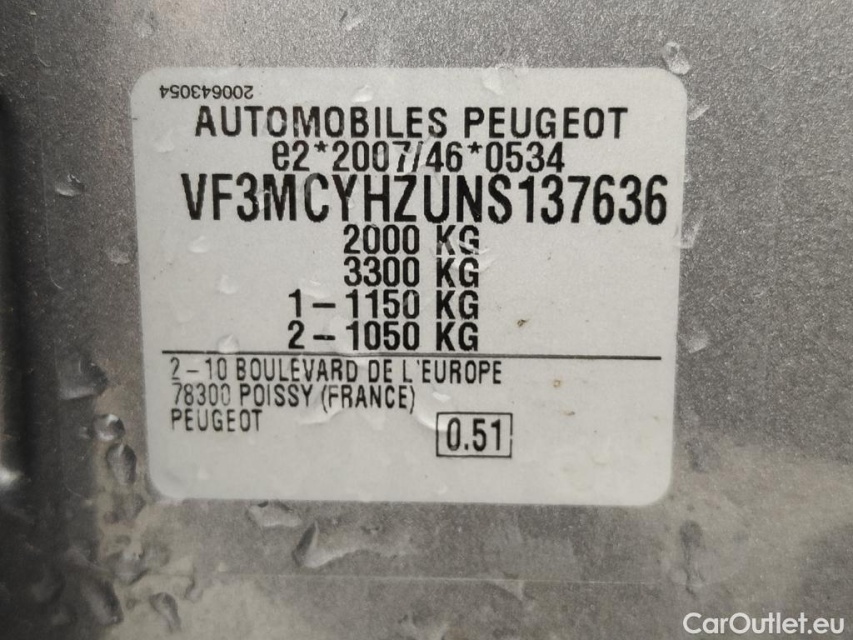 200643054
AUTOMOBILES PEUGEOT
e2*2007/46*0534
VF3MCYHZUNS137636
2000 KG
3300 KG
1-1150 KG
2-1050 KG
2-10 BOULEVARD DE L'EUROPE
78300 POISSY (FRANCE)
PEUGEOT
0.51
CarOutlet.eu